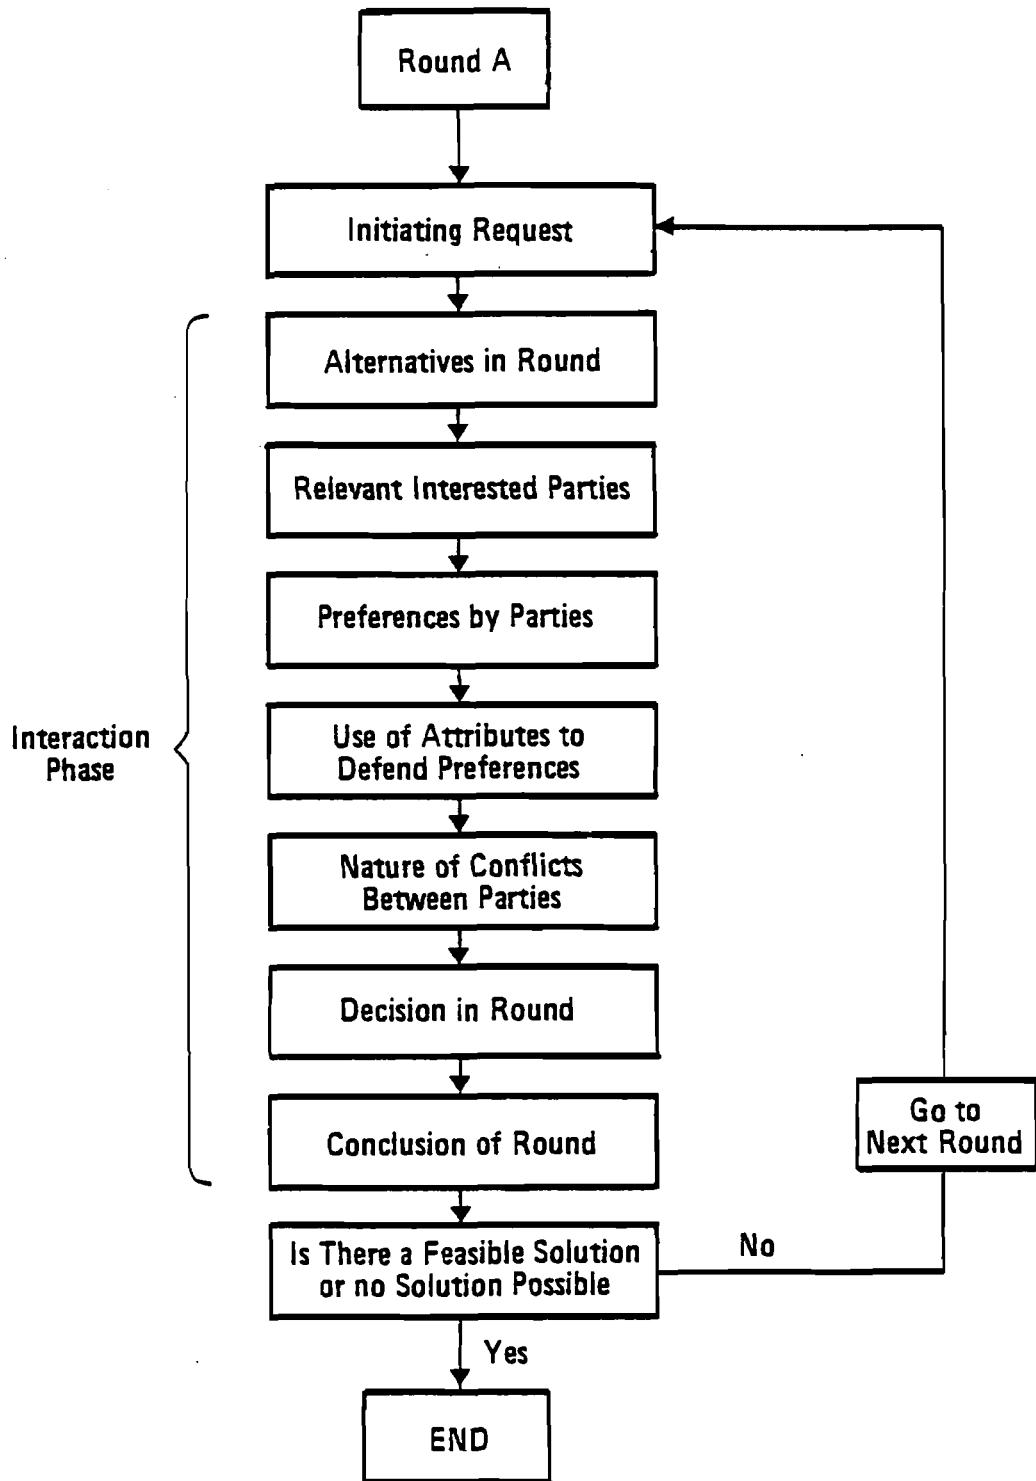 Round A
Initiating Request
Alternatives in Round
Relevant Interested Parties
Preferences by Parties
Interaction
Phase
Use of Attributes to
Defend Preferences
Nature of Conflicts
Between Parties
Decision in Round
Conclusion of Round
Go to
Next Round
Is There a Feasible Solution
or no Solution Possible
No
Yes
END